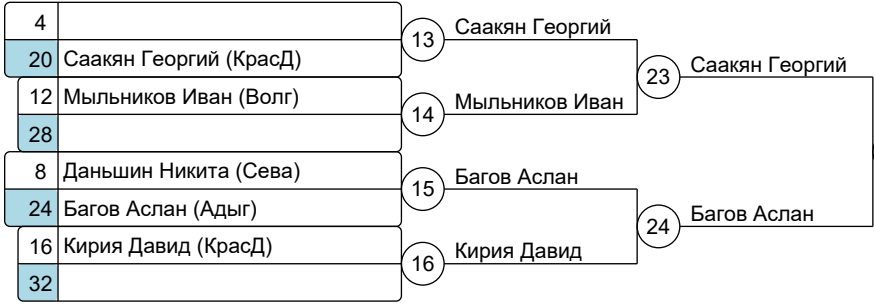 4
20 Саакян Георгий (КрасД)
13 Саакян Георгий
12 Мыльников Иван (Волг)
28
14 Мыльников Иван
23 Саакян Георгий
8 Даньшин Никита (Сева)
24 Багов Аслан (Адыг)
15 Багов Аслан
16 Кирия Давид (КрасД)
32
16 Кирия Давид
24 Багов Аслан